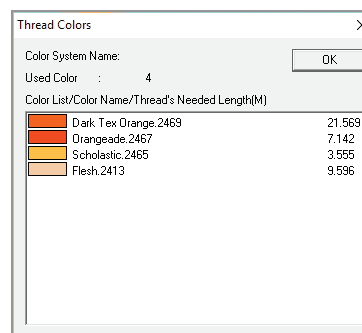 Thread Colors
Color System Name:
OK
Used Color : 4
Color List/Color Name/Thread's Needed Length(M)
Dark Tex Orange.2469 21.569
Orangeade.2467 7.142
Scholastic.2465 3.555
Flesh.2413 9.596